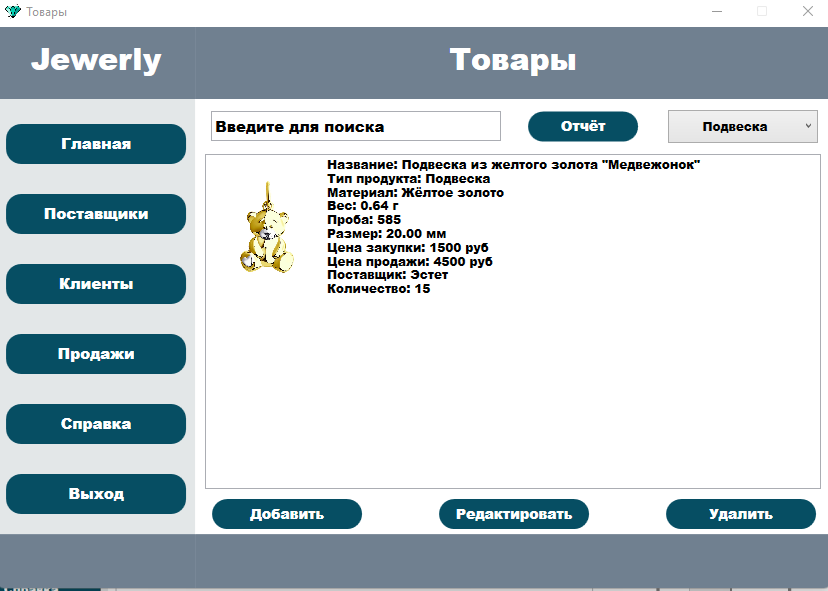 Товары
Jewerly
Товары
Введите для поиска
Отчёт
Подвеска
Главная
Поставщики
Клиенты
Продажи
Справка
Выход
Название: Подвеска из желтого золота "Медвежонок"
Тип продукта: Подвеска
Материал: Жёлтое золото
Вес: 0.64 г
Проба: 585
Размер: 20.00 мм
Цена закупки: 1500 руб
Цена продажи: 4500 руб
Поставщик: Эстет
Количество: 15
Добавить
Редактировать
Удалить